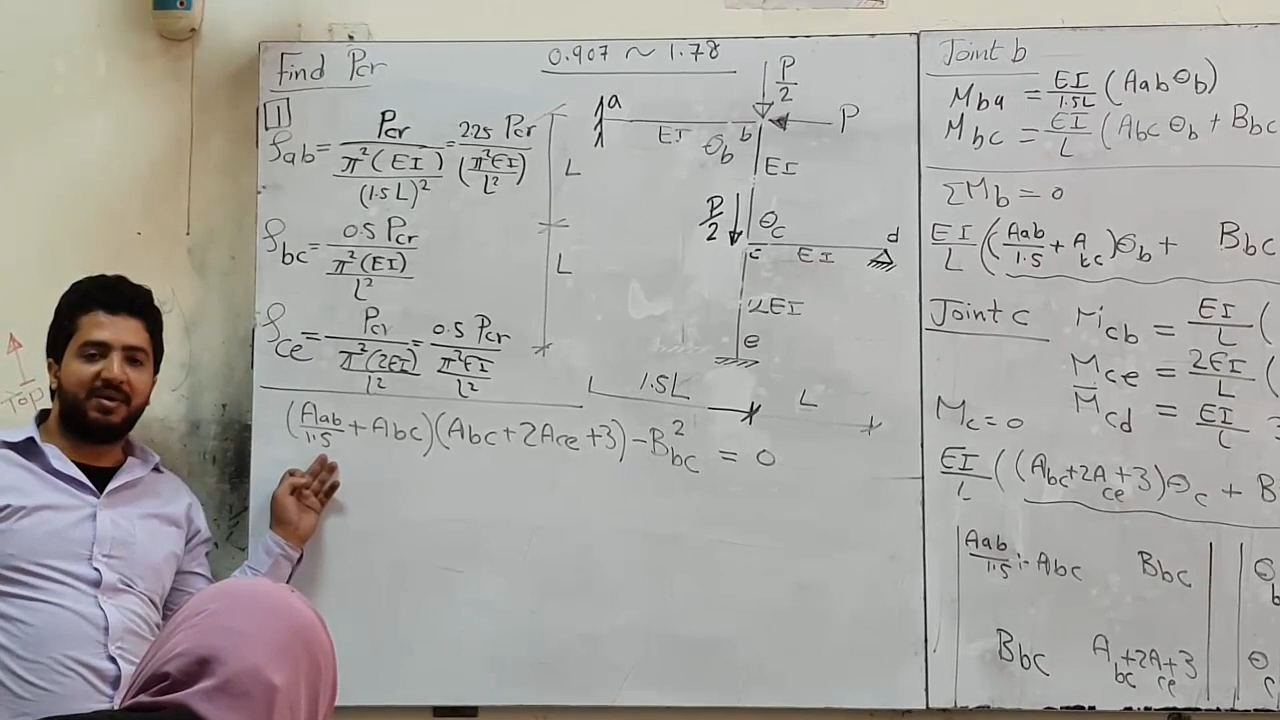 Find Pcr
0.907 ~ 1.78
1
ρab = Pcr / (π²(EI) / (1.5L)²) = 2.25 Pcr / (π²EI / L²)
ρbc = 0.5 Pcr / (π²(EI) / L²)
ρce = Pcr / (π²(2EI) / L²) = 0.5 Pcr / (π²EI / L²)
(Aab/1.5 + Abc)(Abc + 2Ace + 3) - B²bc = 0
P/2
a
EI
b
P
θb
EI
L
P/2
θc
d
c
EI
L
2EI
e
1.5L
L
Joint b
Mba = EI/1.5L (Aab θb)
Mbc = EI/L (Abc θb + Bbc
ΣMb = 0
EI/L ((Aab/1.5 + Abc)θb + Bbc
Joint c
Mcb = EI/L (
Mce = 2EI/L (
Mc = 0
Mcd = EI/L =
EI/L ((Abc + 2Ace + 3)θc + B
Aab/1.5 + Abc Bbc θb
Bbc Abc + 2Ace + 3 θc
Top